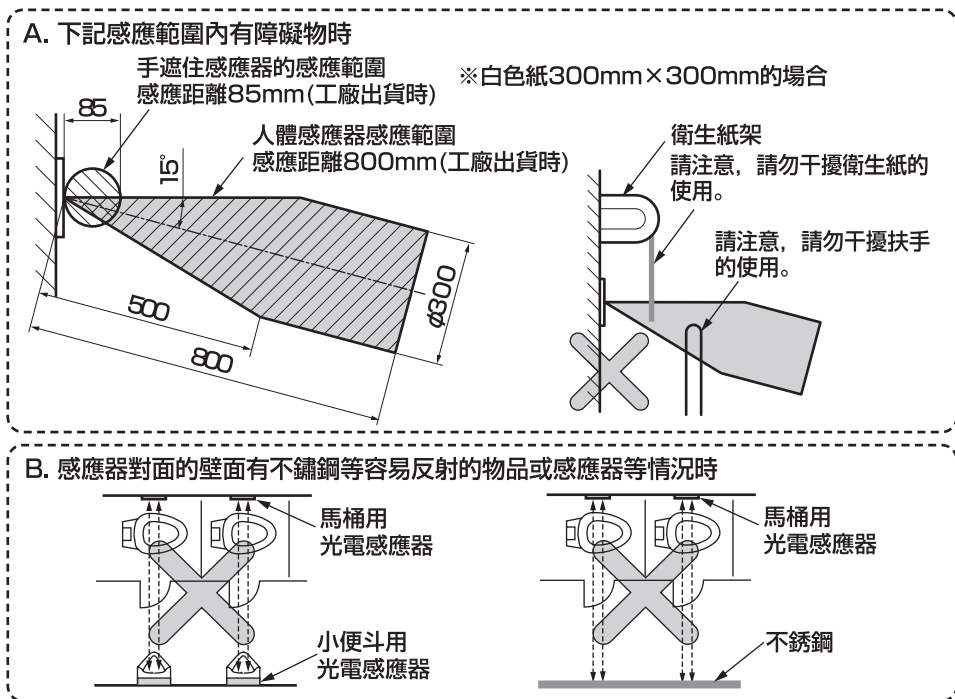 A. 下記感應範圍內有障礙物時
手遮住感應器的感應範圍
感應距離85mm(工廠出貨時)
※白色紙300mm×300mm的場合
85
人體感應器感應範圍
感應距離800mm(工廠出貨時)
15°
500
800
ϕ300
衛生紙架
請注意，請勿干擾衛生紙的
使用。
請注意，請勿干擾扶手
的使用。
B. 感應器對面的壁面有不鏽鋼等容易反射的物品或感應器等情況時
馬桶用
光電感應器
小便斗用
光電感應器
馬桶用
光電感應器
不銹鋼